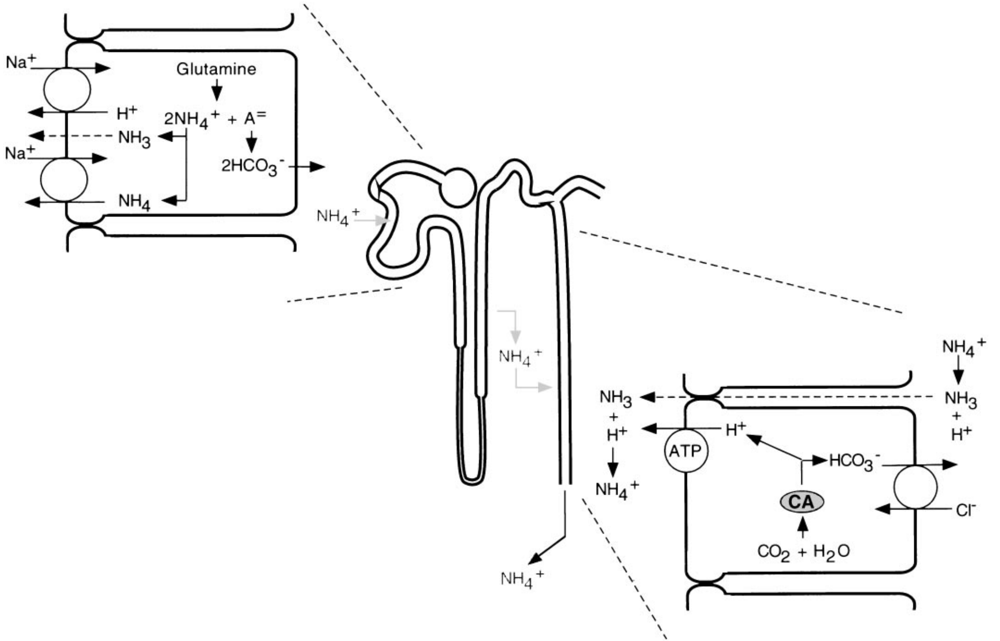 Na+
Glutamine
H+
2NH4+ + A=
NH3
Na+
2HCO3-
NH4
NH4+
NH4+
NH4+
NH4+
NH3
NH3
+
+
H+
H+
H+
ATP
HCO3-
NH4+
CA
Cl-
CO2 + H2O
NH4+